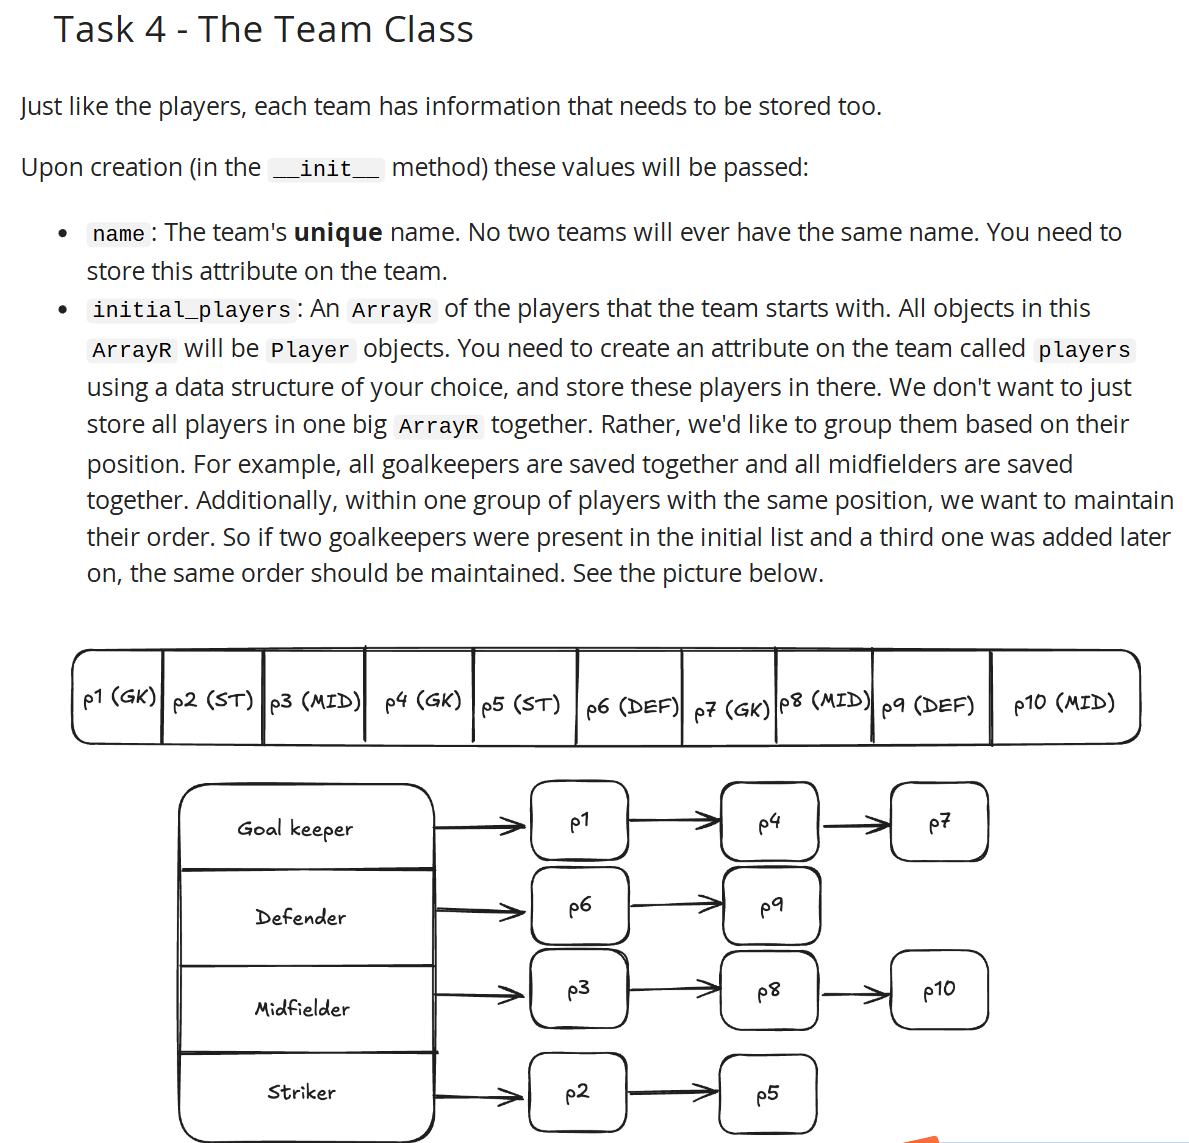 Task 4 - The Team Class
Just like the players, each team has information that needs to be stored too.
Upon creation (in the __init__ method) these values will be passed:
• name: The team's unique name. No two teams will ever have the same name. You need to
store this attribute on the team.
• initial_players: An ArrayR of the players that the team starts with. All objects in this
ArrayR will be Player objects. You need to create an attribute on the team called players
using a data structure of your choice, and store these players in there. We don't want to just
store all players in one big ArrayR together. Rather, we'd like to group them based on their
position. For example, all goalkeepers are saved together and all midfielders are saved
together. Additionally, within one group of players with the same position, we want to maintain
their order. So if two goalkeepers were present in the initial list and a third one was added later
on, the same order should be maintained. See the picture below.
p1 (GK) p2 (ST) p3 (MID) p4 (GK) p5 (ST) p6 (DEF) p7 (GK) p8 (MID) p9 (DEF) p10 (MID)
Goal keeper p1 p4 p7
Defender p6 p9
Midfielder p3 p8 p10
Striker p2 p5